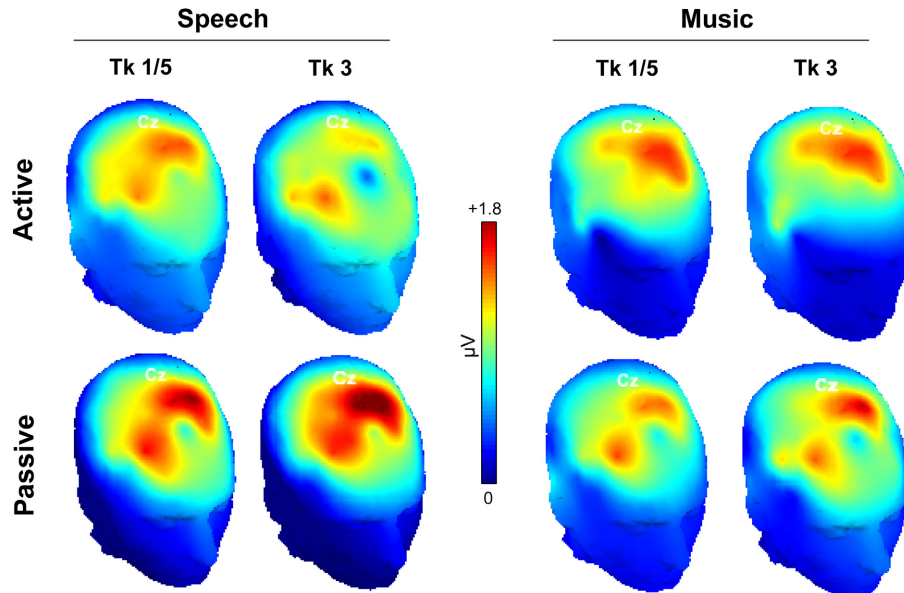 Speech Music
Tk 1/5 Tk 3 Tk 1/5 Tk 3
Active
Cz Cz Cz Cz
+1.8
µV
0
Passive
Cz Cz Cz Cz